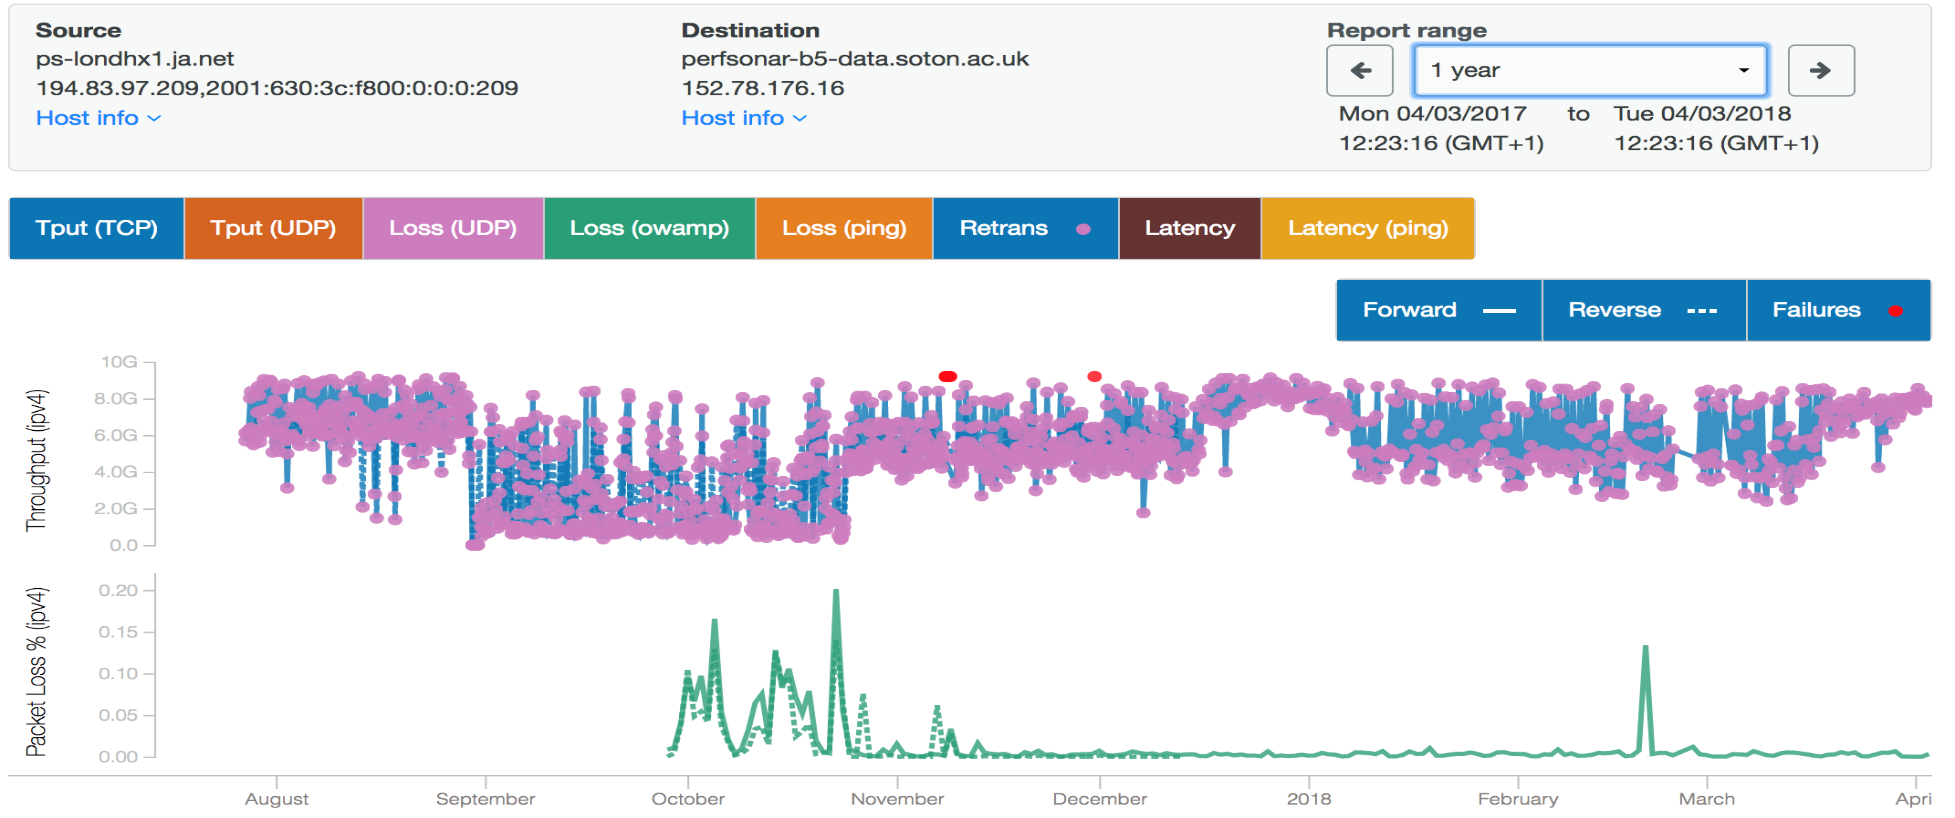 Source
ps-londhx1.ja.net
194.83.97.209,2001:630:3c:f800:0:0:0:209
Host info
Destination
perfsonar-b5-data.soton.ac.uk
152.78.176.16
Host info
Report range
1 year
Mon 04/03/2017 to Tue 04/03/2018
12:23:16 (GMT+1) 12:23:16 (GMT+1)
Tput (TCP) Tput (UDP) Loss (UDP) Loss (owamp) Loss (ping) Retrans Latency Latency (ping)
Forward Reverse Failures
Throughput (ipv4)
10G
8.0G
6.0G
4.0G
2.0G
0.0
Packet Loss % (ipv4)
0.20
0.15
0.10
0.05
0.00
August September October November December 2018 February March Apri